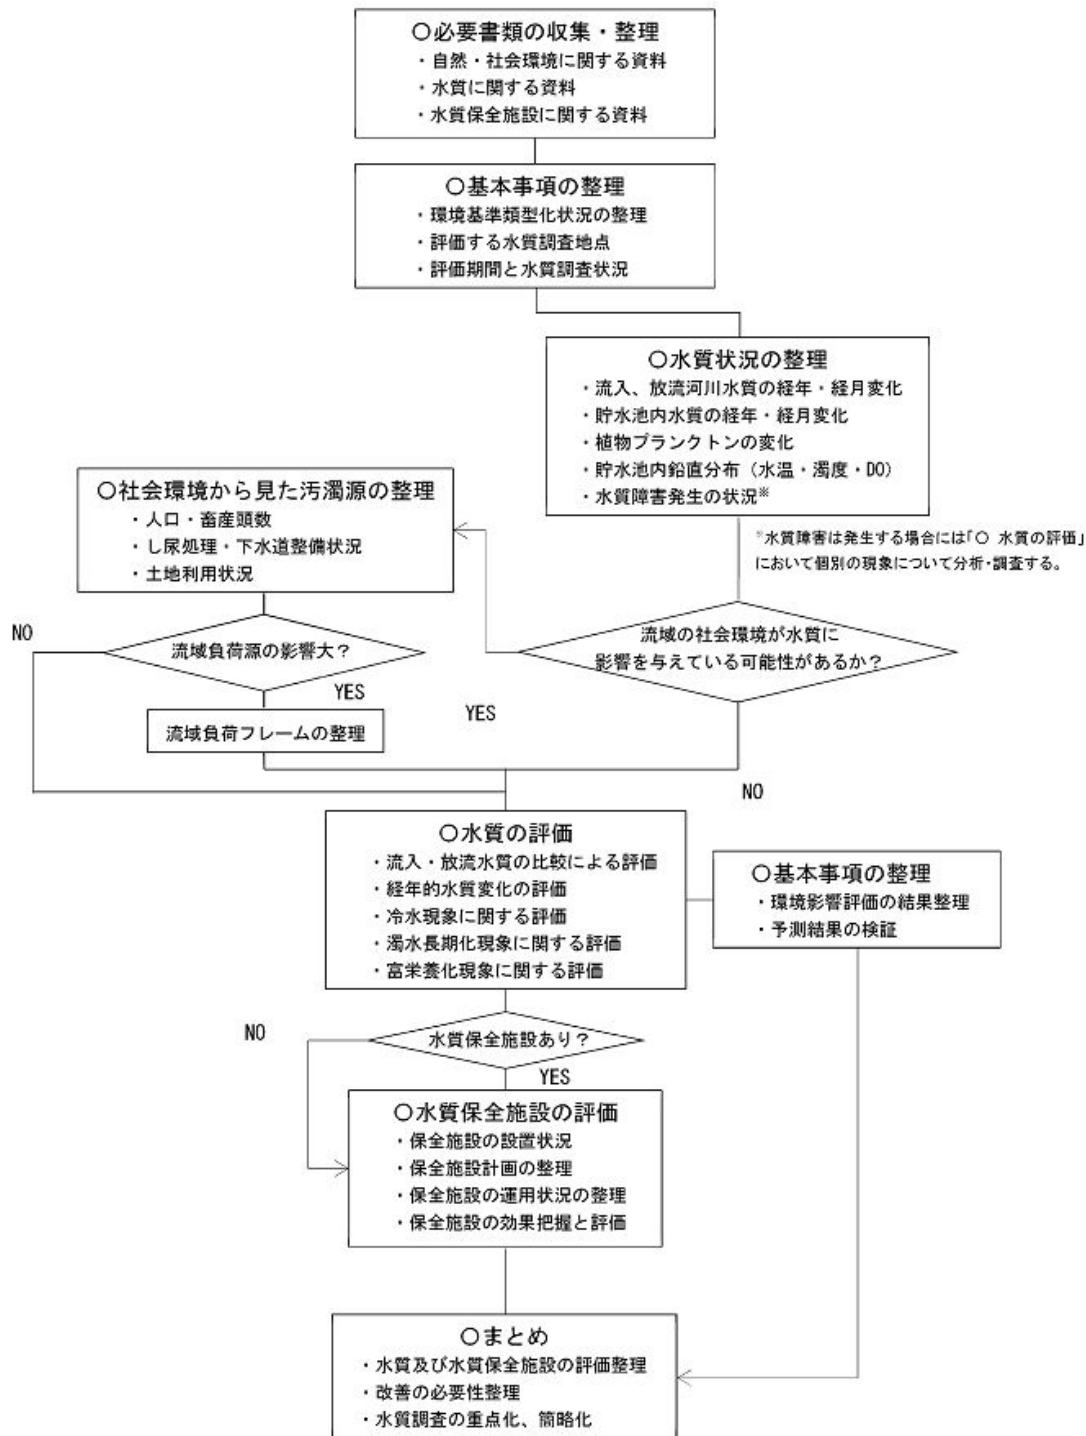 ○必要書類の収集・整理
・自然・社会環境に関する資料
・水質に関する資料
・水質保全施設に関する資料
○基本事項の整理
・環境基準類型化状況の整理
・評価する水質調査地点
・評価期間と水質調査状況
○水質状況の整理
・流入、放流河川水質の経年・経月変化
・貯水池内水質の経年・経月変化
・植物プランクトンの変化
・貯水池内鉛直分布（水温・濁度・DO）
・水質障害発生の状況※
※水質障害は発生する場合には「○ 水質の評価」
において個別の現象について分析・調査する。
○社会環境から見た汚濁源の整理
・人口・畜産頭数
・し尿処理・下水道整備状況
・土地利用状況
流域の社会環境が水質に
影響を与えている可能性があるか？
NO
流域負荷源の影響大？
YES
YES
流域負荷フレームの整理
NO
○水質の評価
・流入・放流水質の比較による評価
・経年的水質変化の評価
・冷水現象に関する評価
・濁水長期化現象に関する評価
・富栄養化現象に関する評価
○基本事項の整理
・環境影響評価の結果整理
・予測結果の検証
NO
水質保全施設あり？
YES
○水質保全施設の評価
・保全施設の設置状況
・保全施設計画の整理
・保全施設の運用状況の整理
・保全施設の効果把握と評価
○まとめ
・水質及び水質保全施設の評価整理
・改善の必要性整理
・水質調査の重点化、簡略化